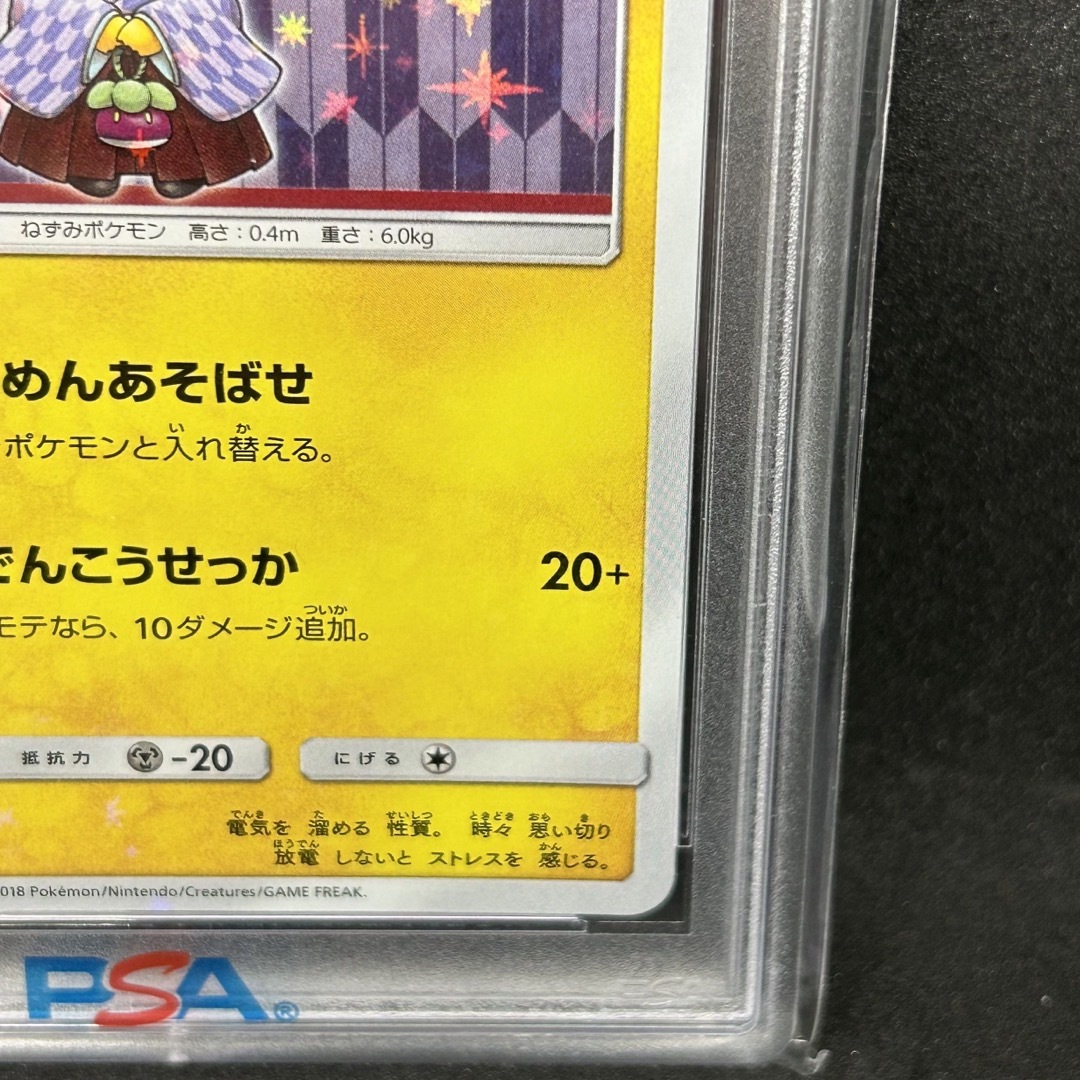 ねずみポケモン 高さ：0.4m 重さ：6.0kg
めんあそばせ
ポケモンと入れ替える。
でんこうせっか 20+
モテなら、10ダメージ追加。
抵抗力 -20 にげる
電気を 溜める 性質。 時々 思い切り
放電 しないと ストレスを 感じる。
018 Pokémon/Nintendo/Creatures/GAME FREAK.
PSA®